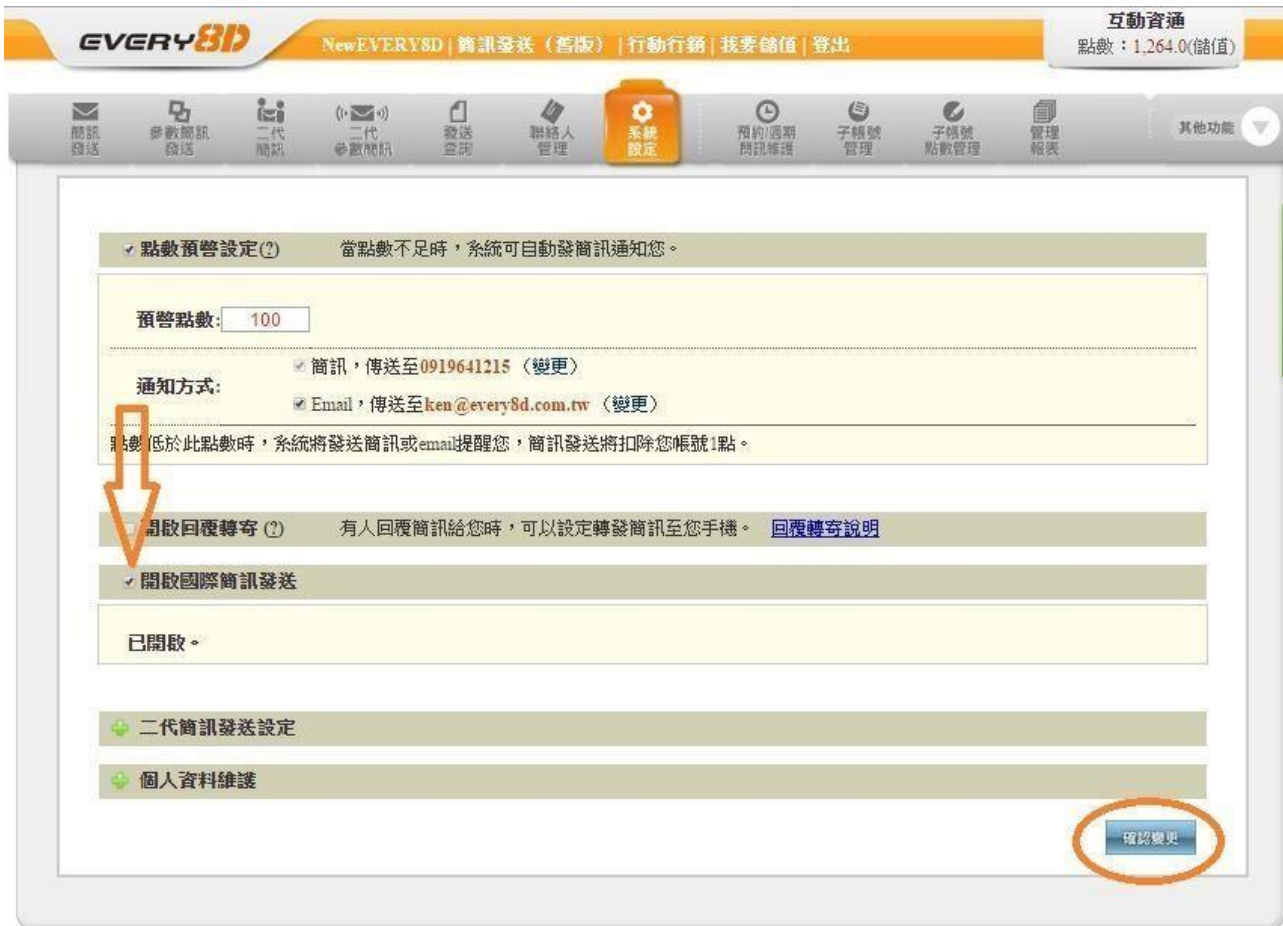 EVERY8D
NewEVERY8D | 簡訊發送（舊版） | 行動行銷 | 我要儲值 | 登出
互動資通
點數：1,264.0(儲值)
簡訊發送
參數簡訊發送
二代簡訊
二代參數簡訊
發送查詢
聯絡人管理
系統設定
預約/週期簡訊維護
子帳號管理
子帳號點數管理
管理報表
其他功能
點數預警設定(?) 當點數不足時，系統可自動發簡訊通知您。
預警點數: 100
通知方式:
簡訊，傳送至0919641215（變更）
Email，傳送至ken@every8d.com.tw（變更）
點數低於此點數時，系統將發送簡訊或email提醒您，簡訊發送將扣除您帳號1點。
開啟回覆轉寄 (?) 有人回覆簡訊給您時，可以設定轉發簡訊至您手機。 回覆轉寄說明
開啟國際簡訊發送
已開啟。
二代簡訊發送設定
個人資料維護
確認變更